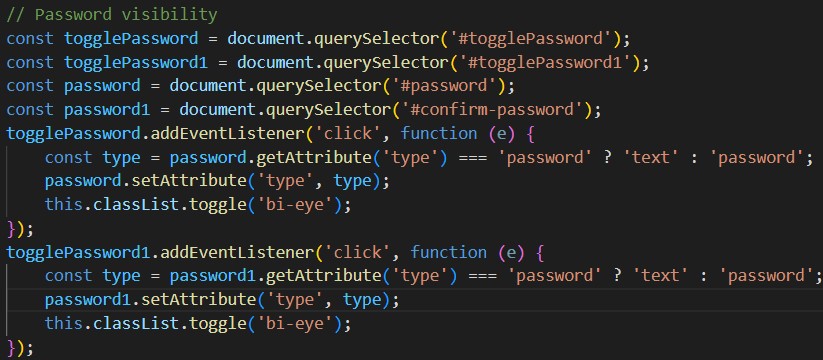 // Password visibility
const togglePassword = document.querySelector('#togglePassword');
const togglePassword1 = document.querySelector('#togglePassword1');
const password = document.querySelector('#password');
const password1 = document.querySelector('#confirm-password');
togglePassword.addEventListener('click', function (e) {
    const type = password.getAttribute('type') === 'password' ? 'text' : 'password';
    password.setAttribute('type', type);
    this.classList.toggle('bi-eye');
});
togglePassword1.addEventListener('click', function (e) {
    const type = password1.getAttribute('type') === 'password' ? 'text' : 'password';
    password1.setAttribute('type', type);
    this.classList.toggle('bi-eye');
});